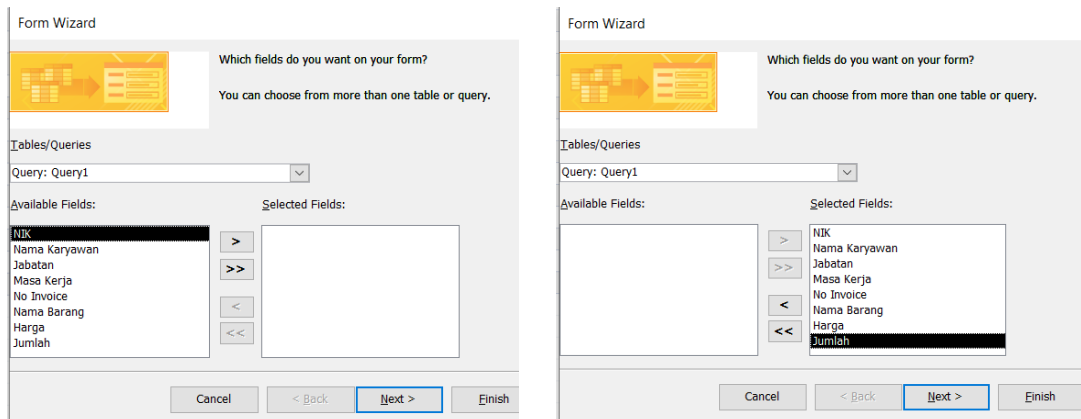 Form Wizard
Which fields do you want on your form?
You can choose from more than one table or query.
Tables/Queries
Query: Query1
Available Fields:
Selected Fields:
NIK
Nama Karyawan
Jabatan
Masa Kerja
No Invoice
Nama Barang
Harga
Jumlah
>
>>
<
<<
Cancel
< Back
Next >
Finish
Form Wizard
Which fields do you want on your form?
You can choose from more than one table or query.
Tables/Queries
Query: Query1
Available Fields:
Selected Fields:
>
>>
<
<<
NIK
Nama Karyawan
Jabatan
Masa Kerja
No Invoice
Nama Barang
Harga
Jumlah
Cancel
< Back
Next >
Finish